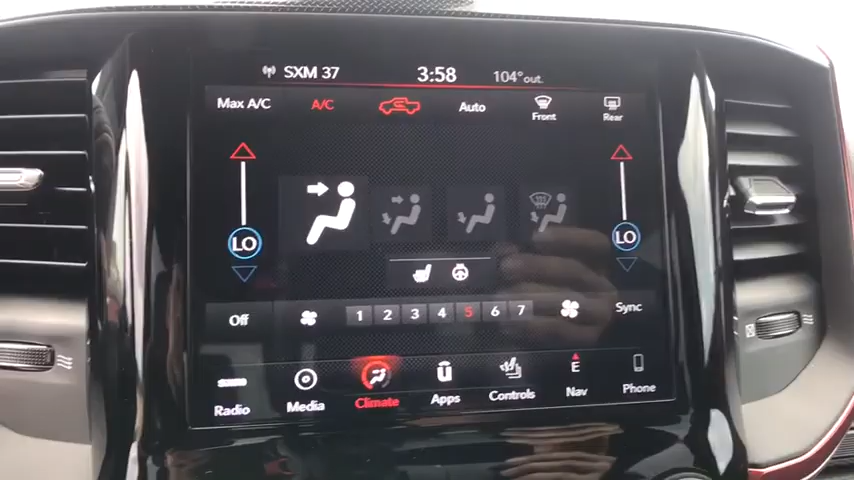 SXM 37 3:58 104° out.
Max A/C A/C Auto Front Rear
LO LO
Off 1 2 3 4 5 6 7 Sync
E
Radio Media Climate Apps Controls Nav Phone